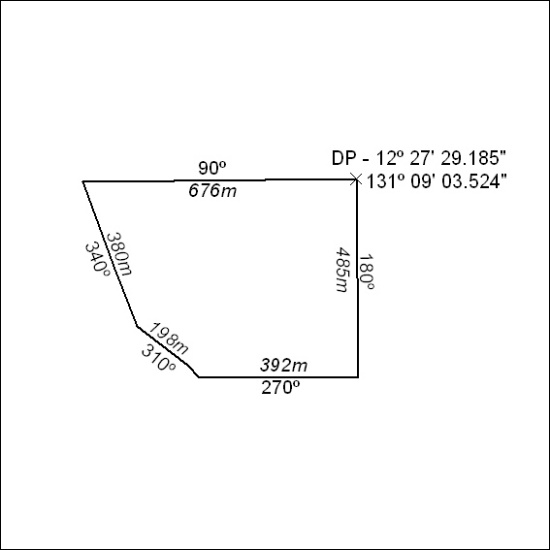 DP - 12º 27' 29.185"
131º 09' 03.524"
90º
676m
380m
340º
485m
180º
198m
310º
392m
270º